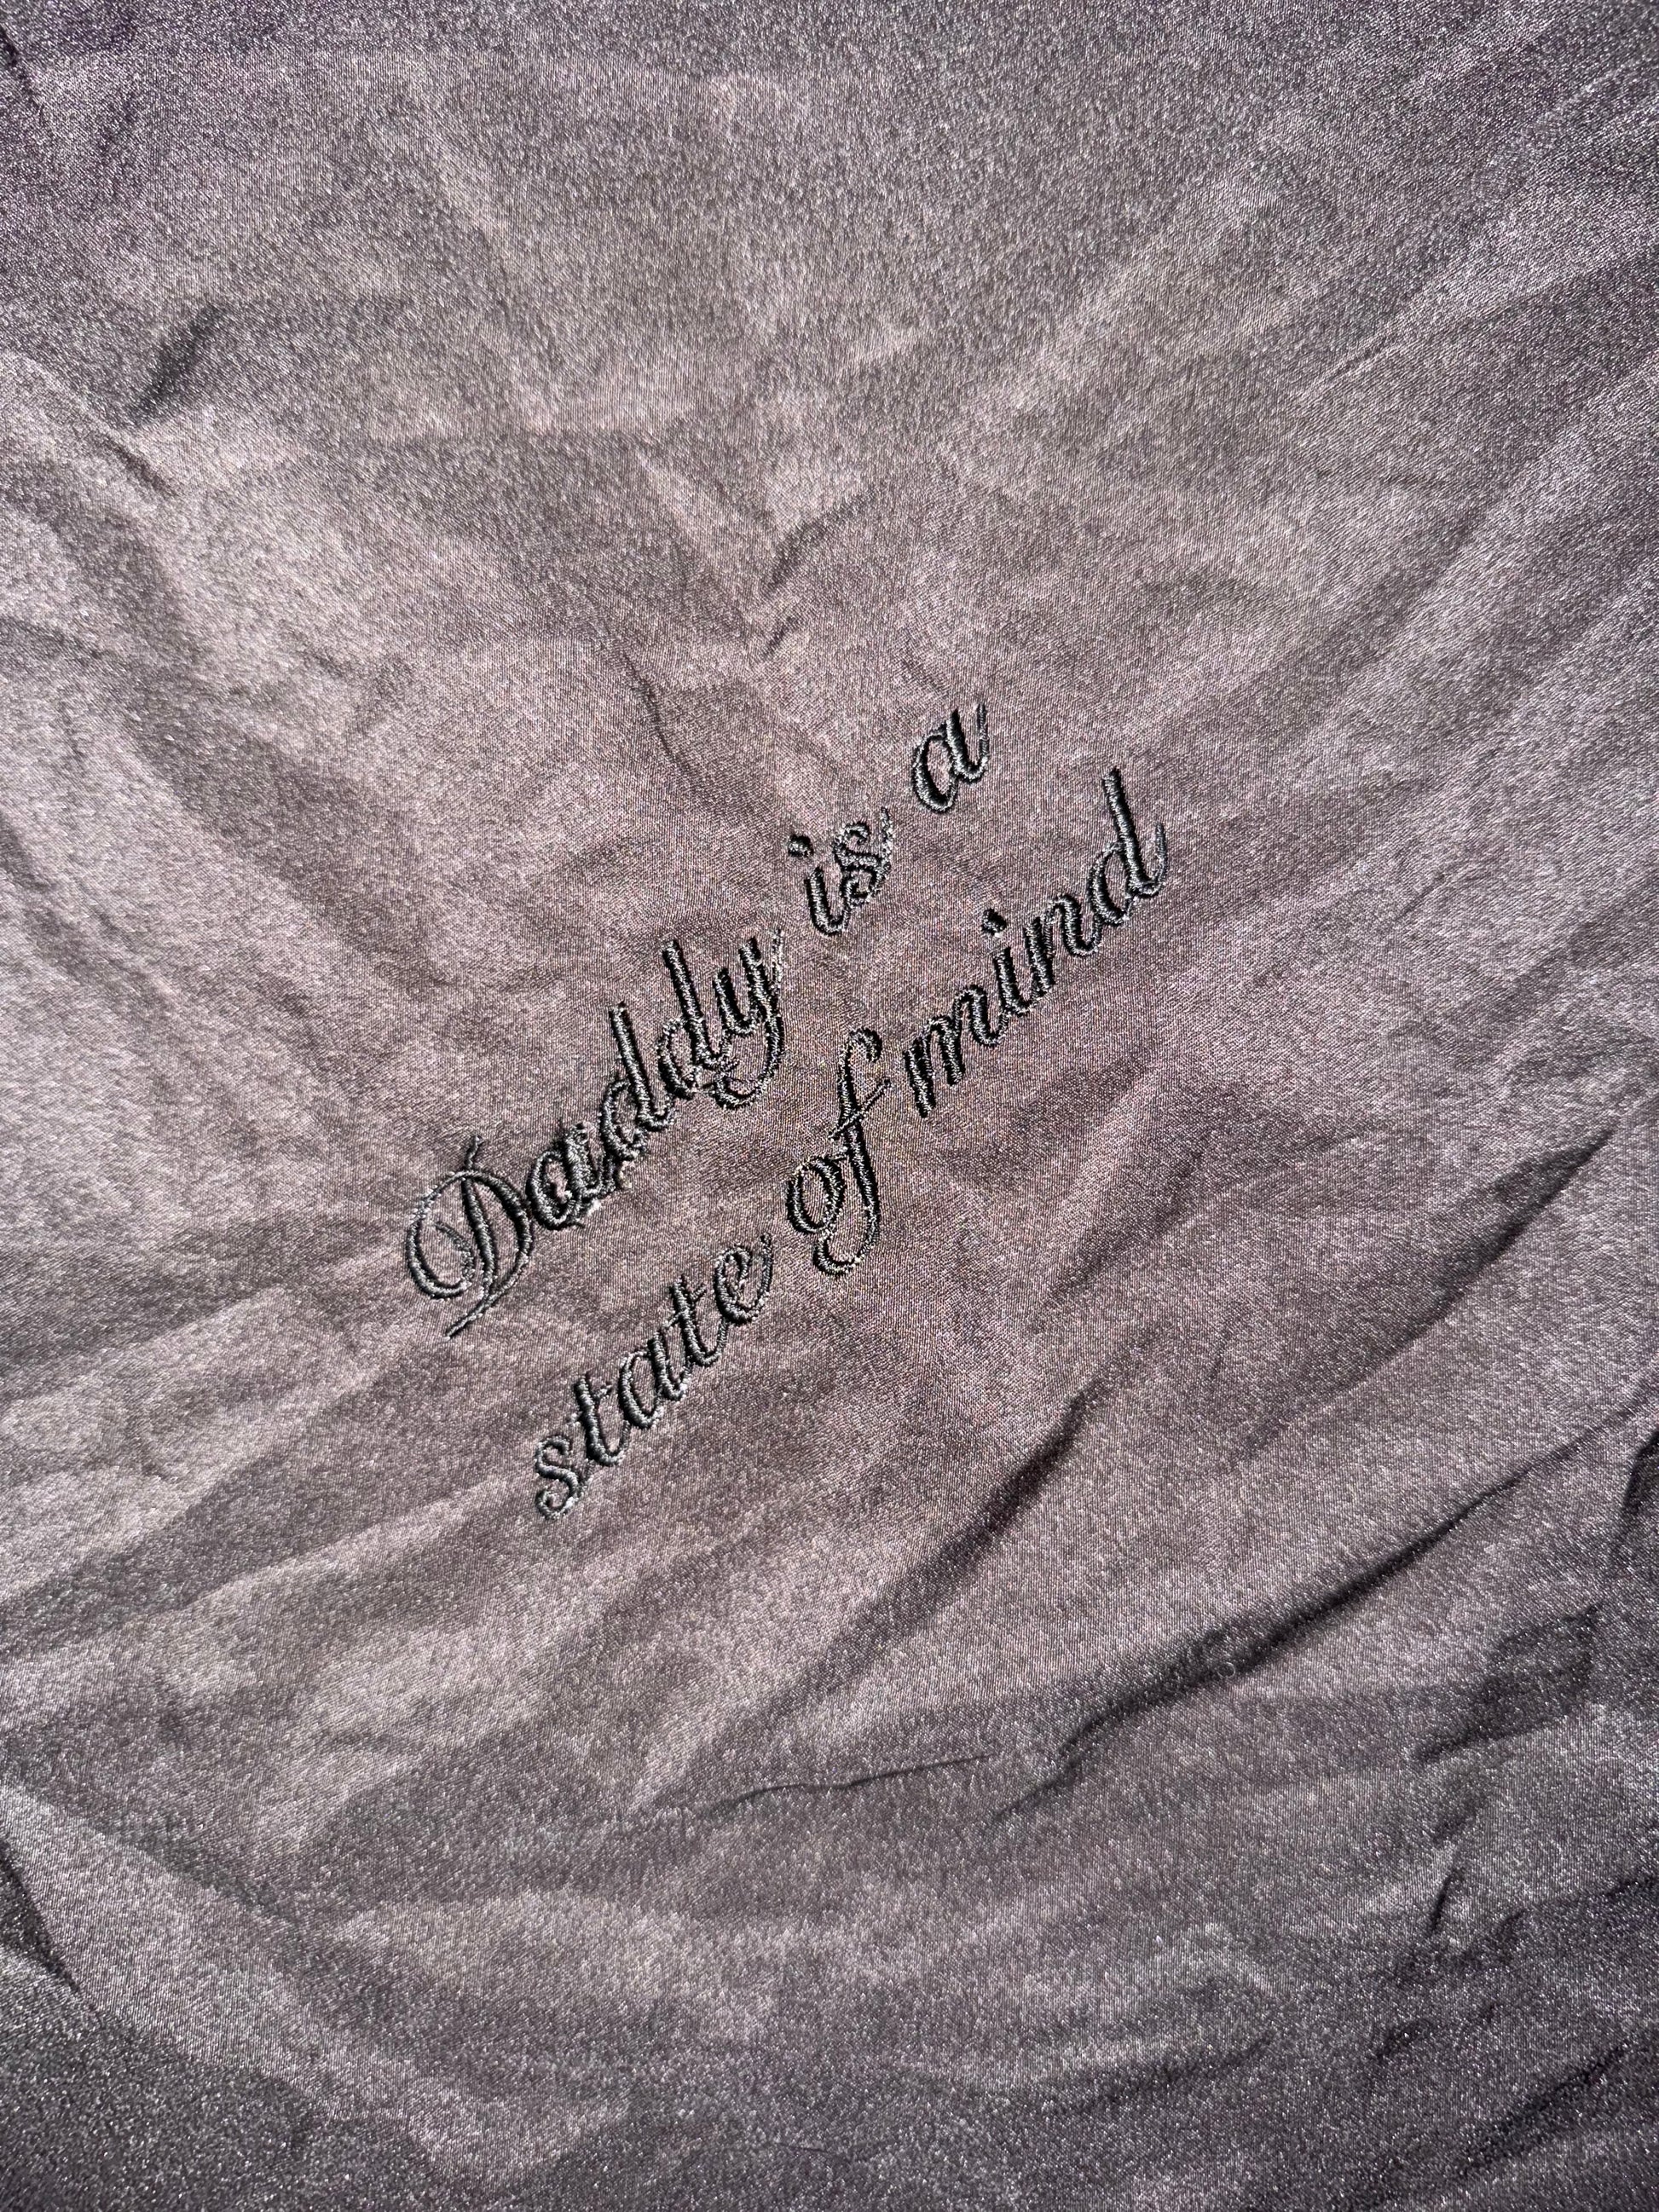 Daddy is a
state of mind